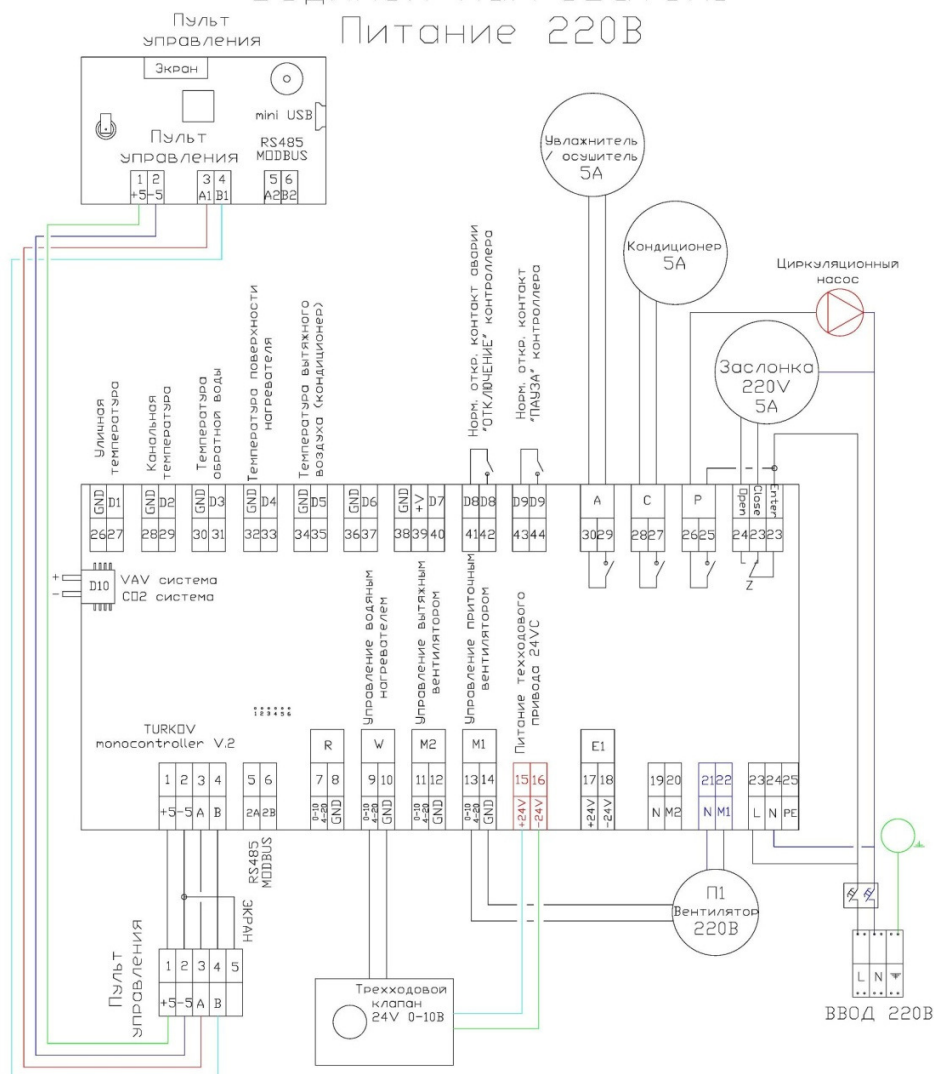 Питание 220В
Пульт
управления
Экран
mini USB
Пульт
управления
RS485
MODBUS
1 2 3 4 5 6
+5 -5 A1 B1 A2 B2
Увлажнитель
/ осушитель
5А
Кондиционер
5А
Циркуляционный
насос
Заслонка
220V
5А
Уличная
температура
Канальная
температура
Температура
обратной воды
Температура поверхности
нагревателя
Температура вытяжного
воздуха (кондиционер)
Норм. откр. контакт аварии
"ОТКЛЮЧЕНИЕ" контроллера
Норм. откр. контакт
"ПАУЗА" контроллера
GND D1 GND D2 GND D3 GND D4 GND D5 GND D6 GND +V D7 D8 D8 D9 D9 A C P Open Close Enter
26 27 28 29 30 31 32 33 34 35 36 37 38 39 40 41 42 43 44 30 29 28 27 26 25 24 23 23
Z
+
-
D10
VAV система
CO2 система
Управление водяным
нагревателем
Управление вытяжным
вентилятором
Управление приточным
вентилятором
Питание техходового
привода 24VC
1 2 3 4 5 6
TURKOV
monocontroller V.2
R W M2 M1 E1
1 2 3 4 5 6 7 8 9 10 11 12 13 14 15 16 17 18 19 20 21 22 23 24 25
+5 -5 A B 2A 2B 0-10 4-20 GND 0-10 4-20 GND 0-10 4-20 GND 0-10 4-20 GND +24V -24V +24V -24V N M2 N M1 L N PE
RS485
MODBUS
ЭКРАН
Пульт
управления
1 2 3 4 5
+5 -5 A B
П1
Вентилятор
220В
Трехходовой
клапан
24V 0-10В
L N
ВВОД 220В